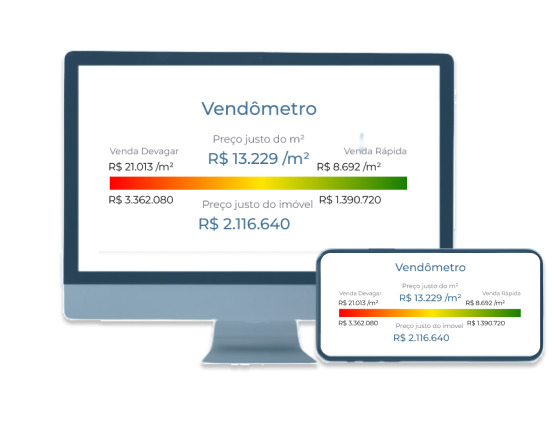 Vendômetro
Preço justo do m²
Venda Devagar
Venda Rápida
R$ 21.013 /m²
R$ 13.229 /m²
R$ 8.692 /m²
R$ 3.362.080
Preço justo do imóvel
R$ 1.390.720
R$ 2.116.640
Vendômetro
Preço justo do m²
Venda Devagar
Venda Rápida
R$ 21.013 /m²
R$ 13.229 /m²
R$ 8.692 /m²
R$ 3.362.080
Preço justo do imóvel
R$ 1.390.720
R$ 2.116.640